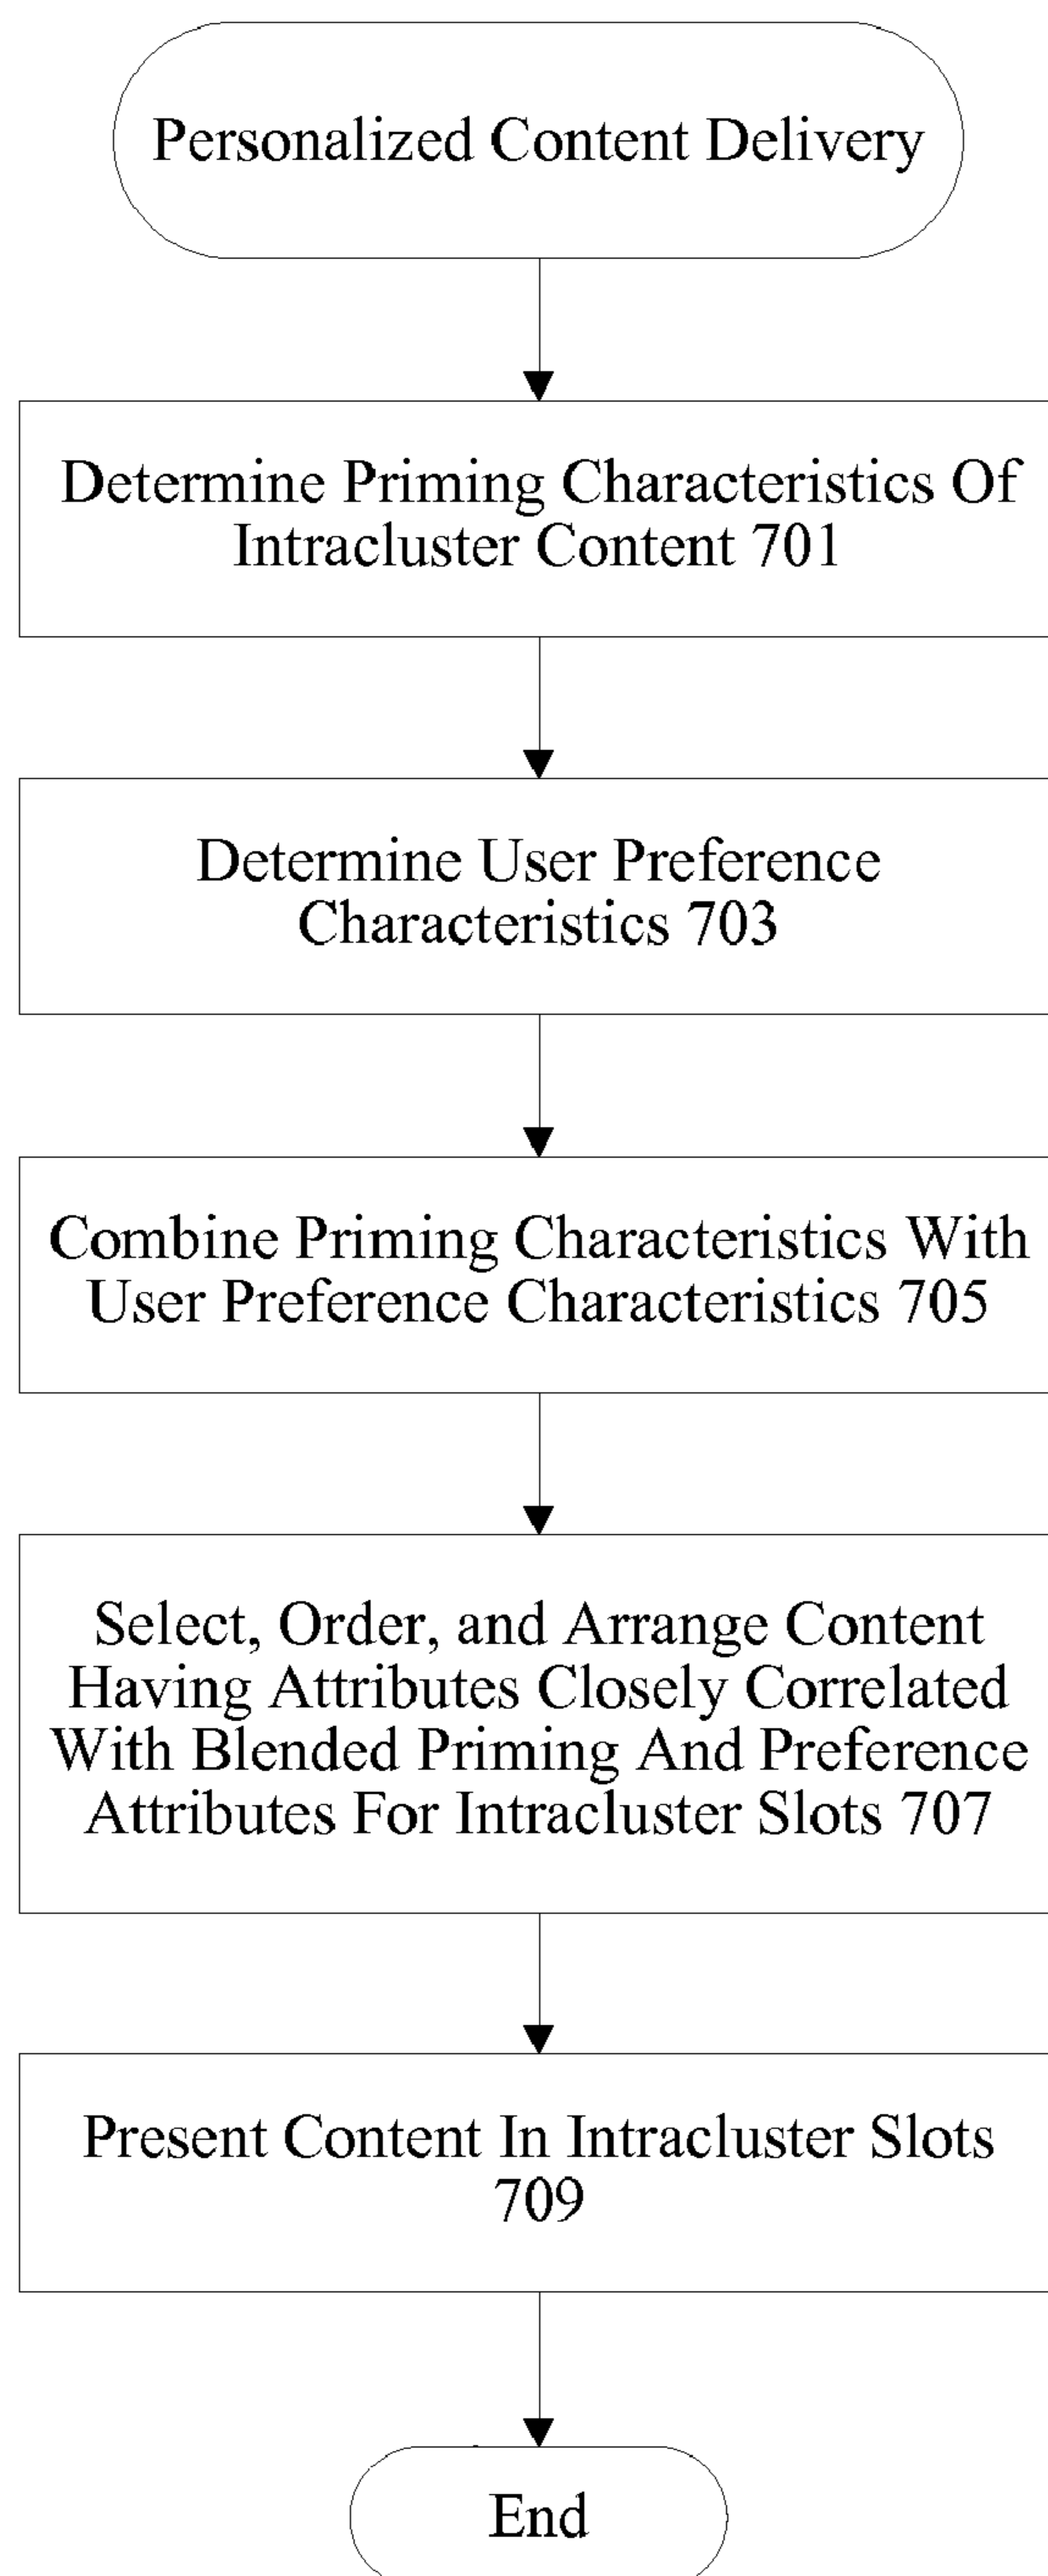 Personalized Content Delivery
Determine Priming Characteristics Of
Intracluster Content 701
Determine User Preference
Characteristics 703
Combine Priming Characteristics With
User Preference Characteristics 705
Select, Order, and Arrange Content
Having Attributes Closely Correlated
With Blended Priming And Preference
Attributes For Intracluster Slots 707
Present Content In Intracluster Slots
709
End